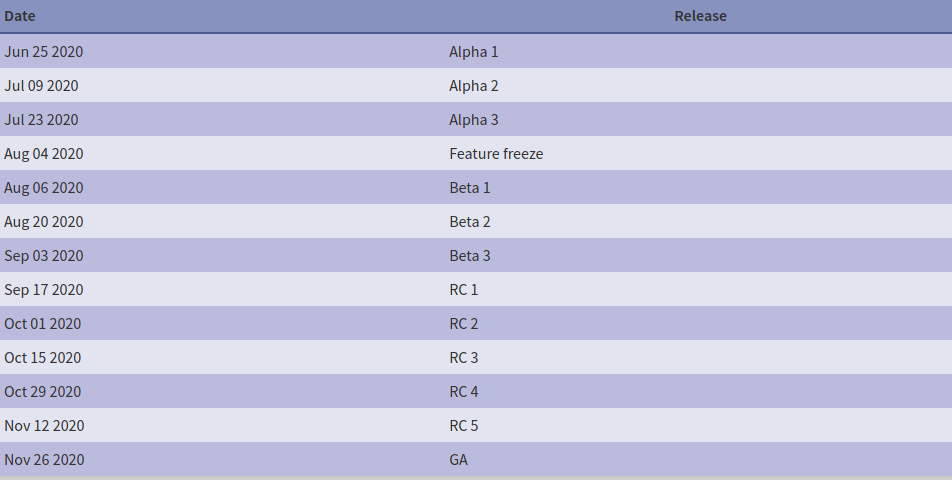 Date Release
Jun 25 2020 Alpha 1
Jul 09 2020 Alpha 2
Jul 23 2020 Alpha 3
Aug 04 2020 Feature freeze
Aug 06 2020 Beta 1
Aug 20 2020 Beta 2
Sep 03 2020 Beta 3
Sep 17 2020 RC 1
Oct 01 2020 RC 2
Oct 15 2020 RC 3
Oct 29 2020 RC 4
Nov 12 2020 RC 5
Nov 26 2020 GA